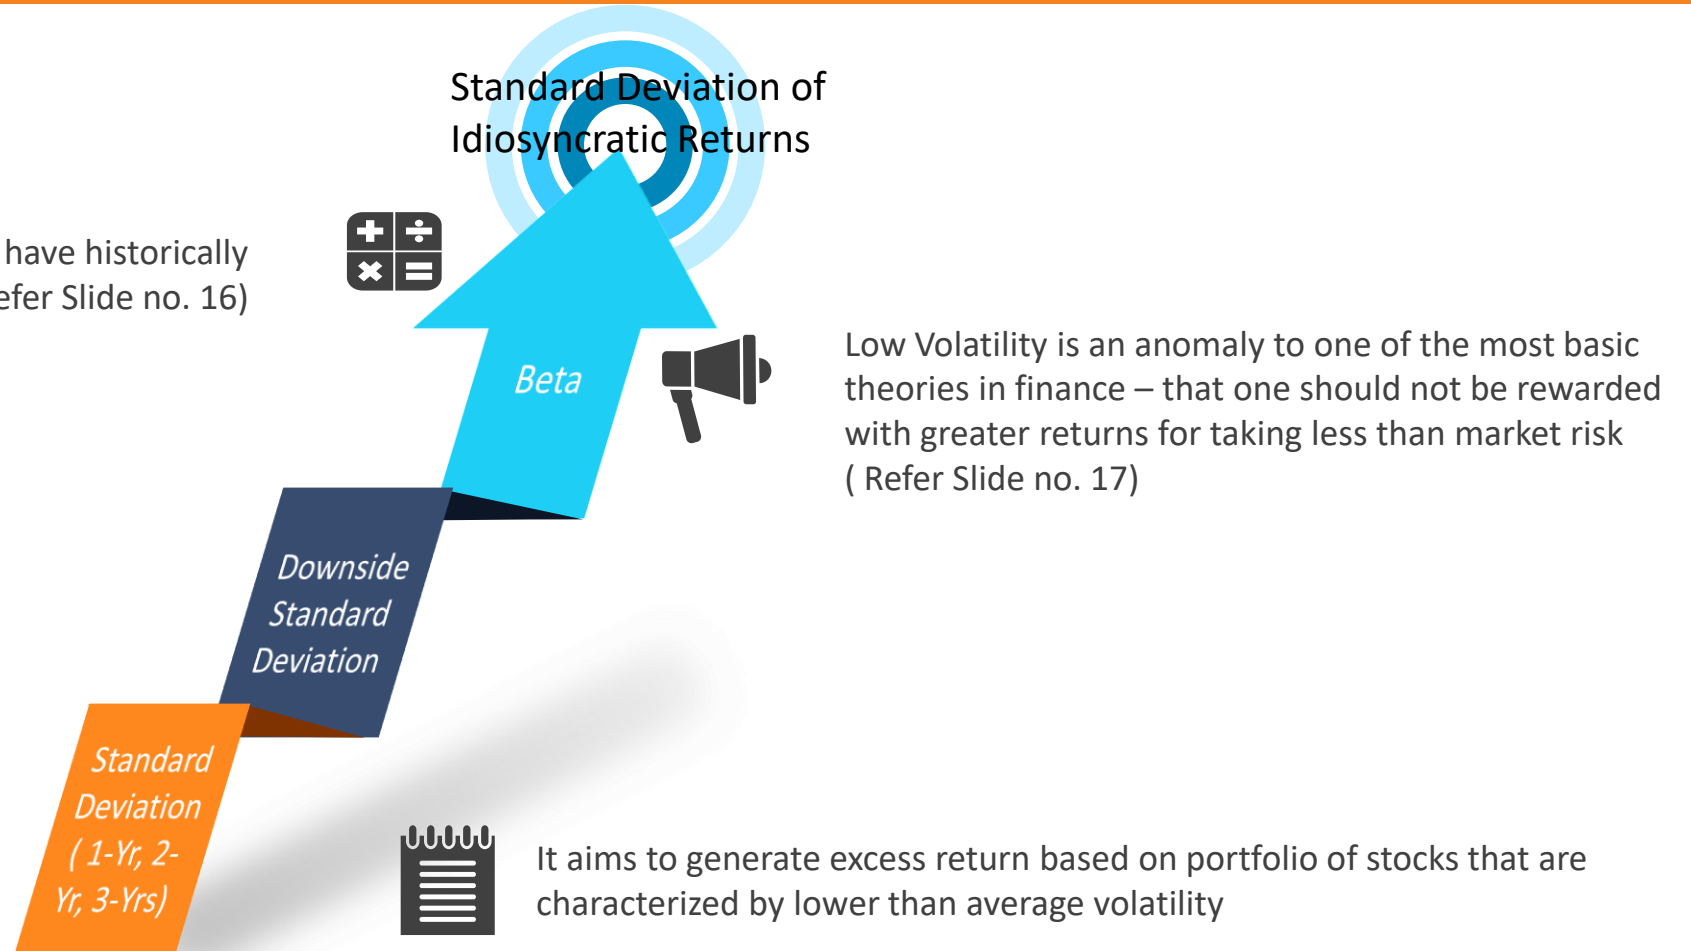 Standard Deviation of
Idiosyncratic Returns
have historically
efer Slide no. 16)
Low Volatility is an anomaly to one of the most basic
theories in finance – that one should not be rewarded
with greater returns for taking less than market risk
( Refer Slide no. 17)
Beta
Downside
Standard
Deviation
Standard
Deviation
( 1-Yr, 2-
Yr, 3-Yrs)
It aims to generate excess return based on portfolio of stocks that are
characterized by lower than average volatility